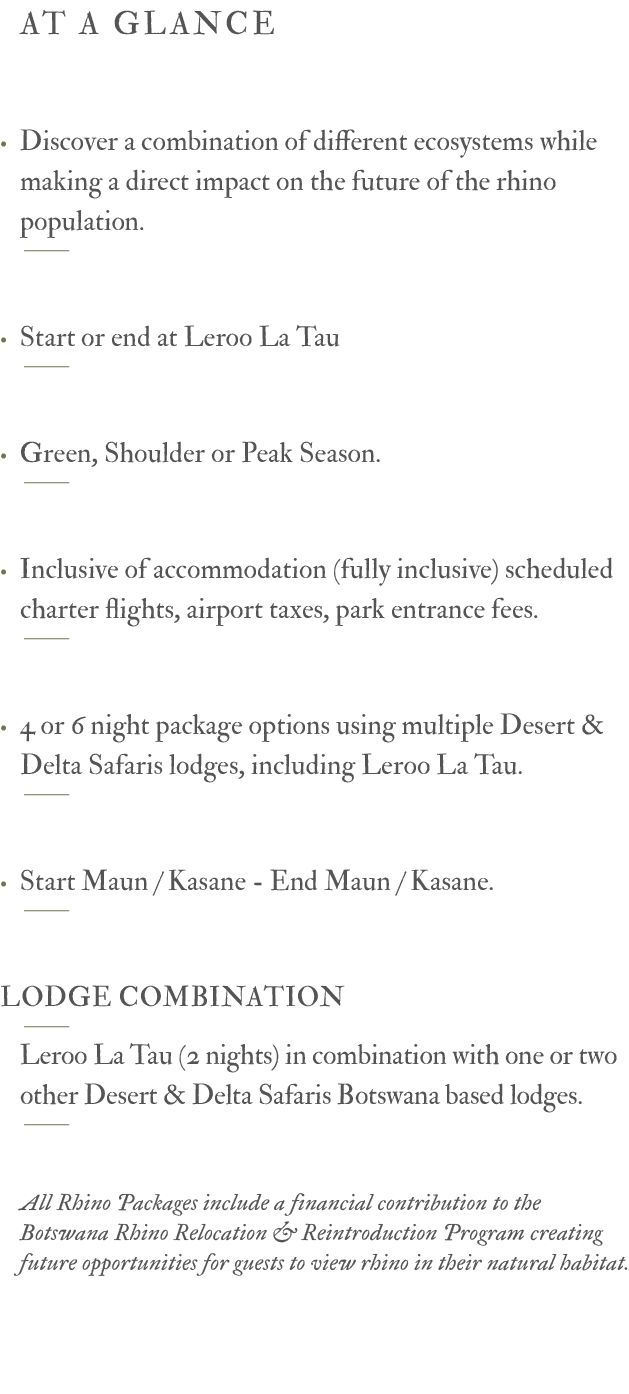 AT A GLANCE
• Discover a combination of different ecosystems while
making a direct impact on the future of the rhino
population.
• Start or end at Leroo La Tau
• Green, Shoulder or Peak Season.
• Inclusive of accommodation (fully inclusive) scheduled
charter flights, airport taxes, park entrance fees.
• 4 or 6 night package options using multiple Desert &
Delta Safaris lodges, including Leroo La Tau.
• Start Maun / Kasane - End Maun / Kasane.
LODGE COMBINATION
Leroo La Tau (2 nights) in combination with one or two
other Desert & Delta Safaris Botswana based lodges.
All Rhino Packages include a financial contribution to the
Botswana Rhino Relocation & Reintroduction Program creating
future opportunities for guests to view rhino in their natural habitat.